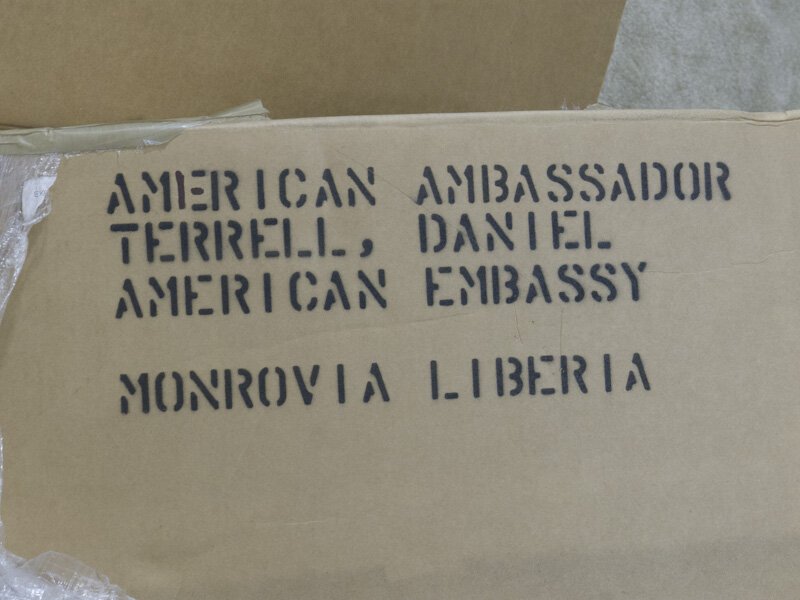 AMERICAN AMBASSADOR
TERRELL, DANIEL
AMERICAN EMBASSY
MONROVIA LIBERIA